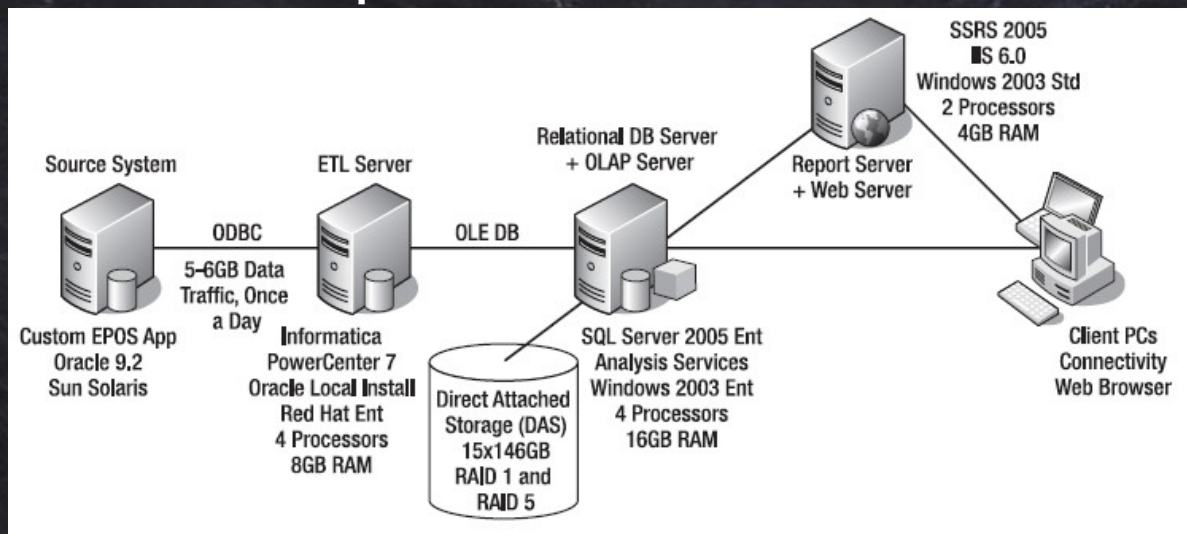 Source System
Custom EPOS App
Oracle 9.2
Sun Solaris
ODBC
5–6GB Data
Traffic, Once
a Day
ETL Server
Informatica
PowerCenter 7
Oracle Local Install
Red Hat Ent
4 Processors
8GB RAM
OLE DB
Relational DB Server
+ OLAP Server
SQL Server 2005 Ent
Analysis Services
Windows 2003 Ent
4 Processors
16GB RAM
Direct Attached
Storage (DAS)
15x146GB
RAID 1 and
RAID 5
Report Server
+ Web Server
SSRS 2005
IIS 6.0
Windows 2003 Std
2 Processors
4GB RAM
Client PCs
Connectivity
Web Browser